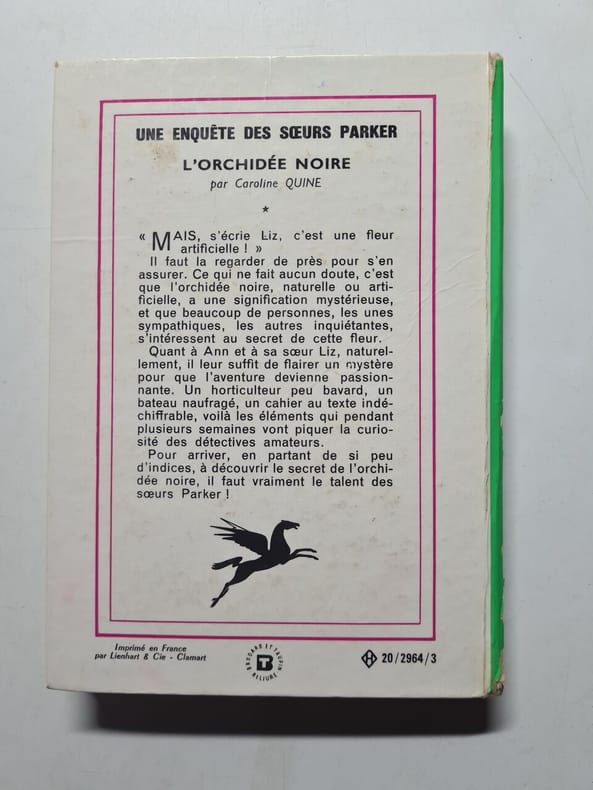 UNE ENQUÊTE DES SŒURS PARKER
L'ORCHIDÉE NOIRE
par Caroline QUINE
*
« MAIS, s'écrie Liz, c'est une fleur
artificielle ! »
Il faut la regarder de près pour s'en
assurer. Ce qui ne fait aucun doute, c'est
que l'orchidée noire, naturelle ou arti-
ficielle, a une signification mystérieuse,
et que beaucoup de personnes, les unes
sympathiques, les autres inquiétantes,
s'intéressent au secret de cette fleur.
Quant à Ann et à sa sœur Liz, naturel-
lement, il leur suffit de flairer un mystère
pour que l'aventure devienne passion-
nante. Un horticulteur peu bavard, un
bateau naufragé, un cahier au texte indé-
chiffrable, voilà les éléments qui pendant
plusieurs semaines vont piquer la curio-
sité des détectives amateurs.
Pour arriver, en partant de si peu
d'indices, à découvrir le secret de l'orchi-
dée noire, il faut vraiment le talent des
sœurs Parker !
Imprimé en France
par Lienhart & Cie - Clamart
BRODARD ET TAUPIN
BT
RELIURE
H 20/2964/3